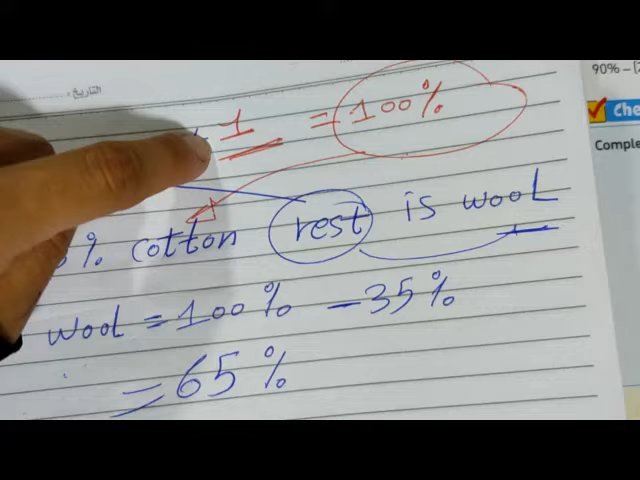 التاريخ:
1 = 100%
% cotton rest is wool
wool = 100% - 35%
= 65%
90% -
Che
Comple